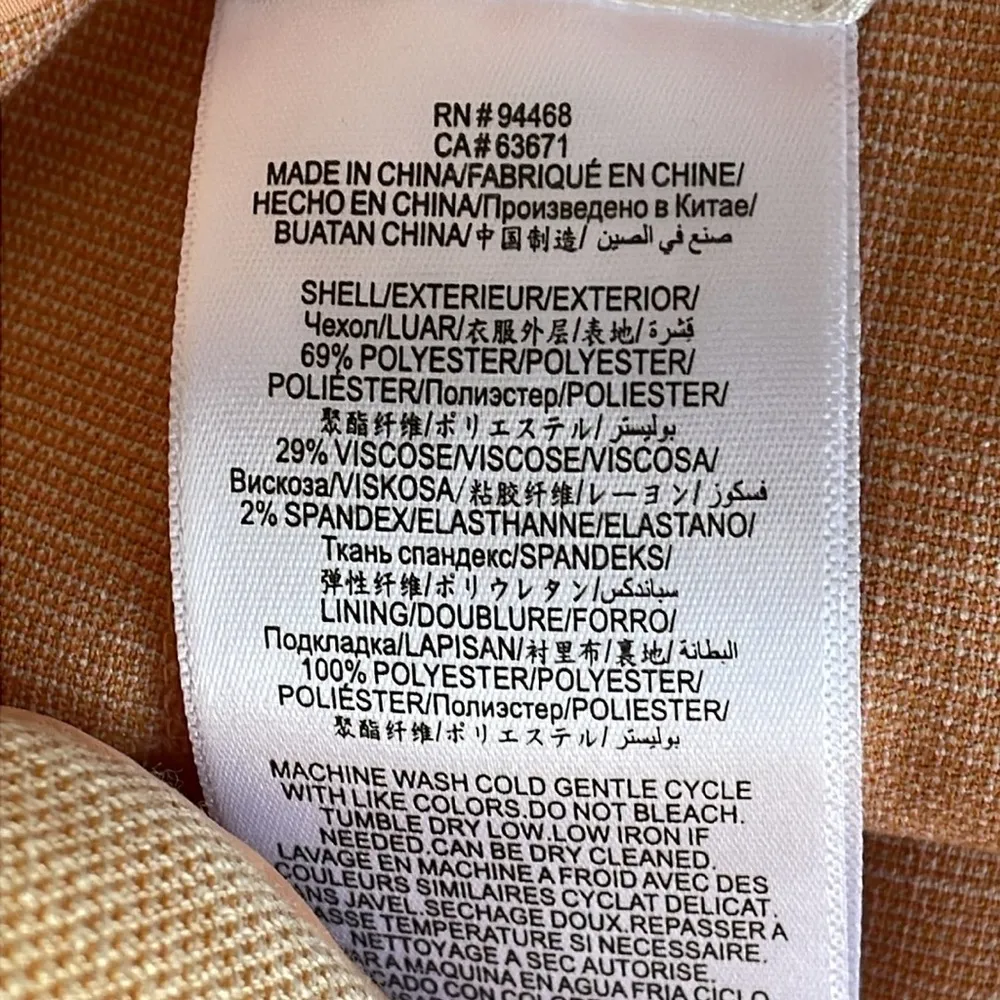 RN#94468
CA#63671
MADE IN CHINA/FABRIQUÉ EN CHINE/
HECHO EN CHINA/Произведено в Китае/
BUATAN CHINA/中国制造/ صنع في الصين
SHELL/EXTERIEUR/EXTERIOR/
Чехол/LUAR/衣服外层/表地/قشرة
69% POLYESTER/POLYESTER/
POLIÉSTER/Полиэстер/POLIESTER/
聚酯纤维/ポリエステル/بوليستر
29% VISCOSE/VISCOSE/VISCOSA/
Вискоза/VISKOSA/粘胶纤维/レーヨン/فسكوز
2% SPANDEX/ELASTHANNE/ELASTANO/
Ткань спандекс/SPANDEKS/
弹性纤维/ポリウレタン/سباندكس
LINING/DOUBLURE/FORRO/
Подкладка/LAPISAN/衬里布/裏地/البطانة
100% POLYESTER/POLYESTER/
POLIÉSTER/Полиэстер/POLIESTER/
聚酯纤维/ポリエステル/بوليستر
MACHINE WASH COLD GENTLE CYCLE
WITH LIKE COLORS.DO NOT BLEACH.
TUMBLE DRY LOW.LOW IRON IF
NEEDED.CAN BE DRY CLEANED.
LAVAGE EN MACHINE A FROID AVEC DES
COULEURS SIMILAIRES CYCLAT DELICAT.
JAVEL.SECHAGE DOUX.REPASSER A
TEMPERATURE SI NECESSAIRE.
NETTOYAGE A SEC AUTORISE.
A MAQUINA EN AGUA FRIA CICLO
CON